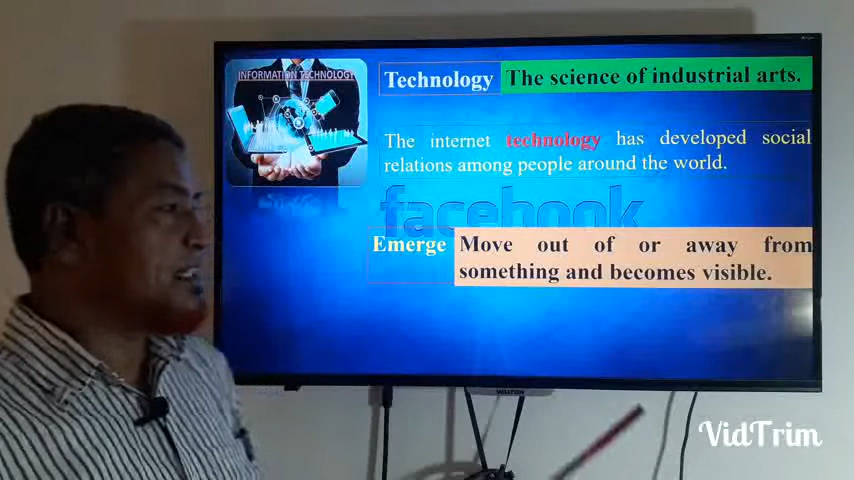 INFORMATION TECHNOLOGY
Technology The science of industrial arts.
The internet technology has developed social
relations among people around the world.
facebook
Emerge Move out of or away from
something and becomes visible.
VidTrim